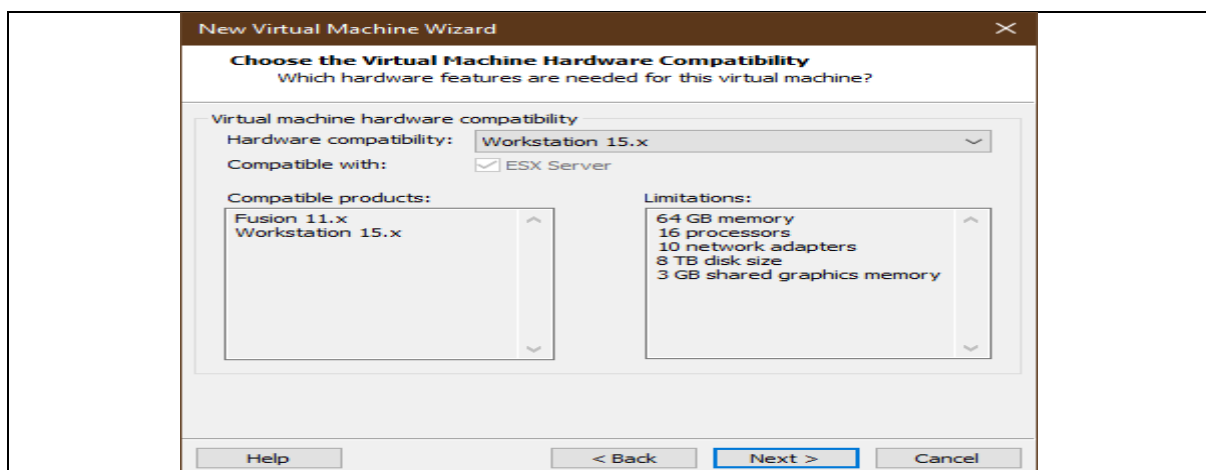 New Virtual Machine Wizard
Choose the Virtual Machine Hardware Compatibility
Which hardware features are needed for this virtual machine?
Virtual machine hardware compatibility
Hardware compatibility: Workstation 15.x
Compatible with: ESX Server
Compatible products:
Fusion 11.x
Workstation 15.x
Limitations:
64 GB memory
16 processors
10 network adapters
8 TB disk size
3 GB shared graphics memory
Help < Back Next > Cancel